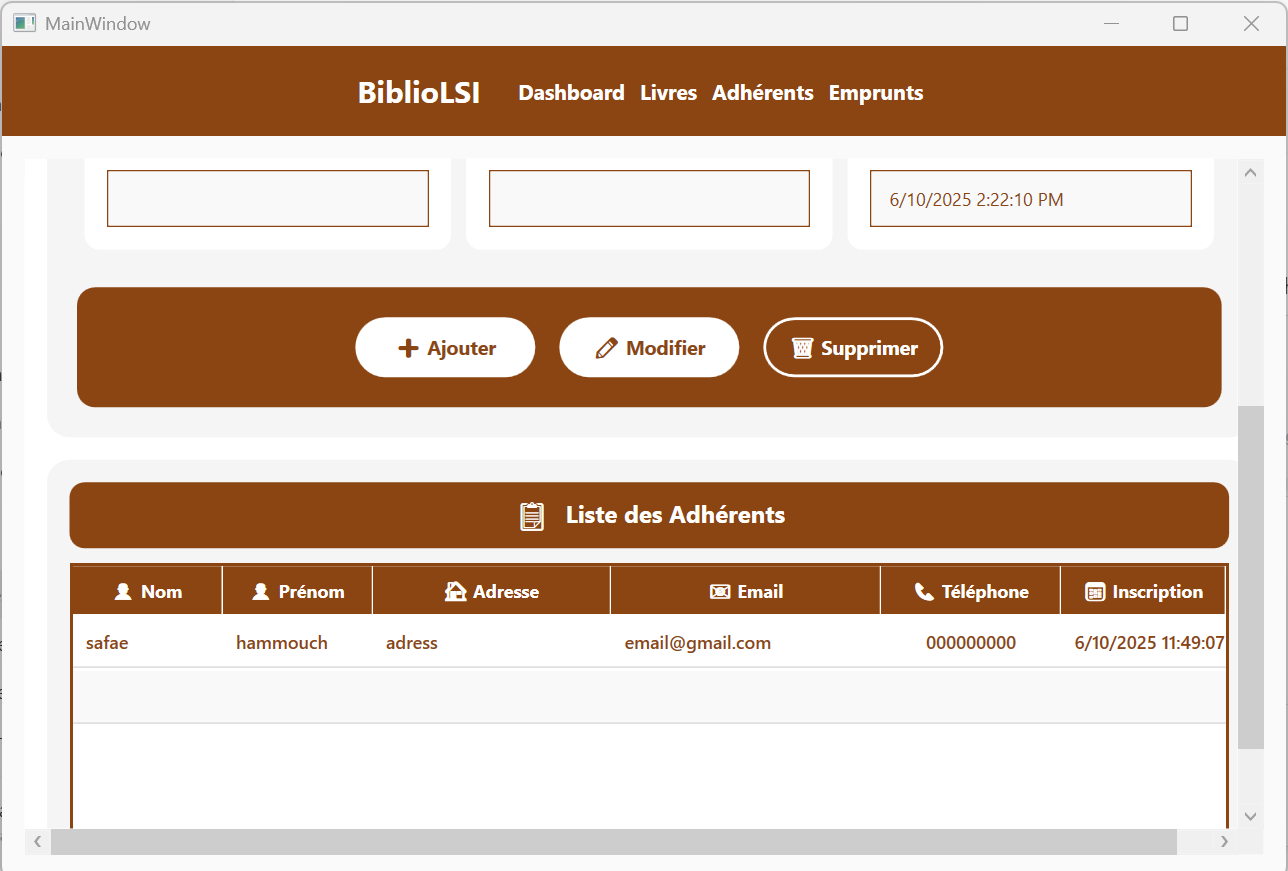 MainWindow
BiblioLSI Dashboard Livres Adhérents Emprunts
6/10/2025 2:22:10 PM
Ajouter Modifier Supprimer
Liste des Adhérents
Nom Prénom Adresse Email Téléphone Inscription
safae hammouch adress email@gmail.com 000000000 6/10/2025 11:49:07